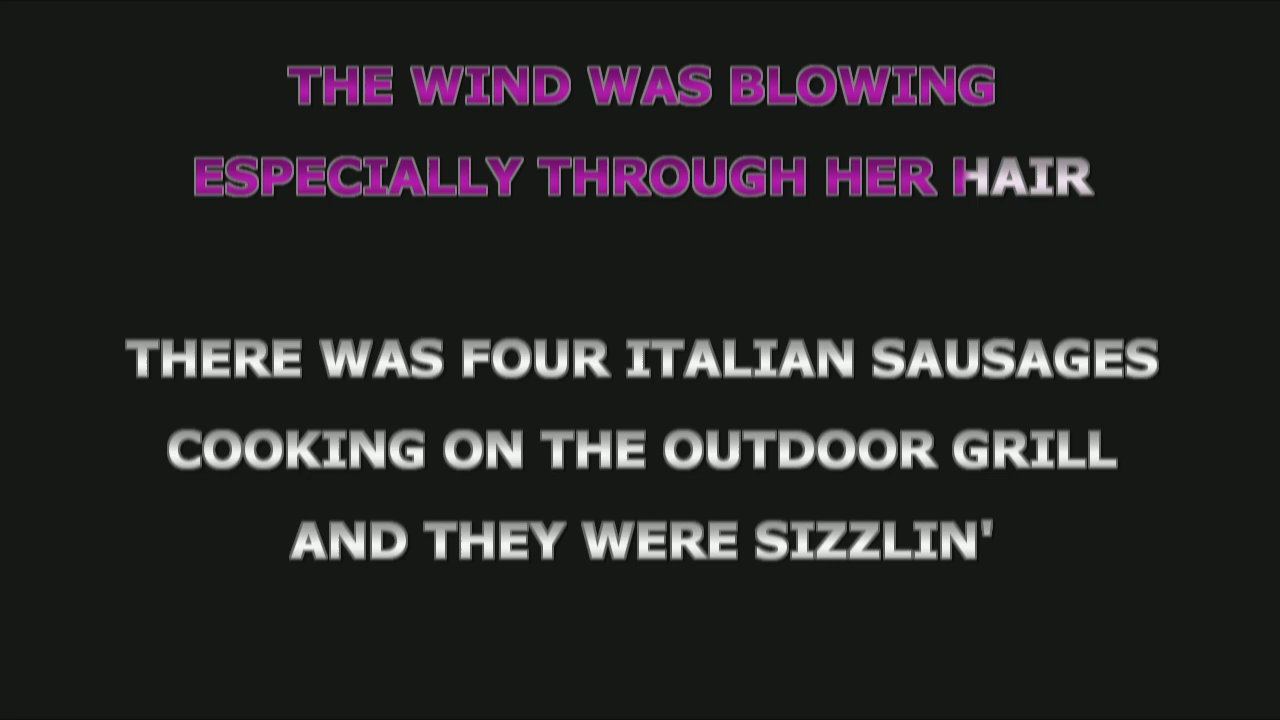 THE WIND WAS BLOWING
ESPECIALLY THROUGH HER HAIR
THERE WAS FOUR ITALIAN SAUSAGES
COOKING ON THE OUTDOOR GRILL
AND THEY WERE SIZZLIN'